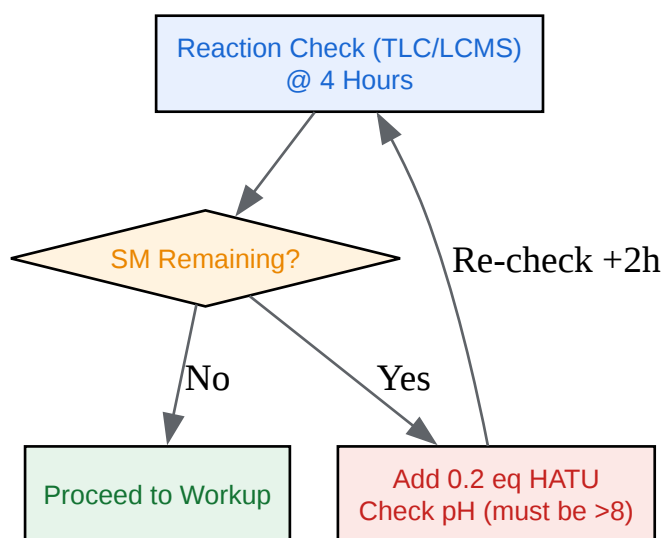 Reaction Check (TLC/LCMS)
@ 4 Hours
SM Remaining?
Re-check +2h
No
Yes
Proceed to Workup
Add 0.2 eq HATU
Check pH (must be >8)